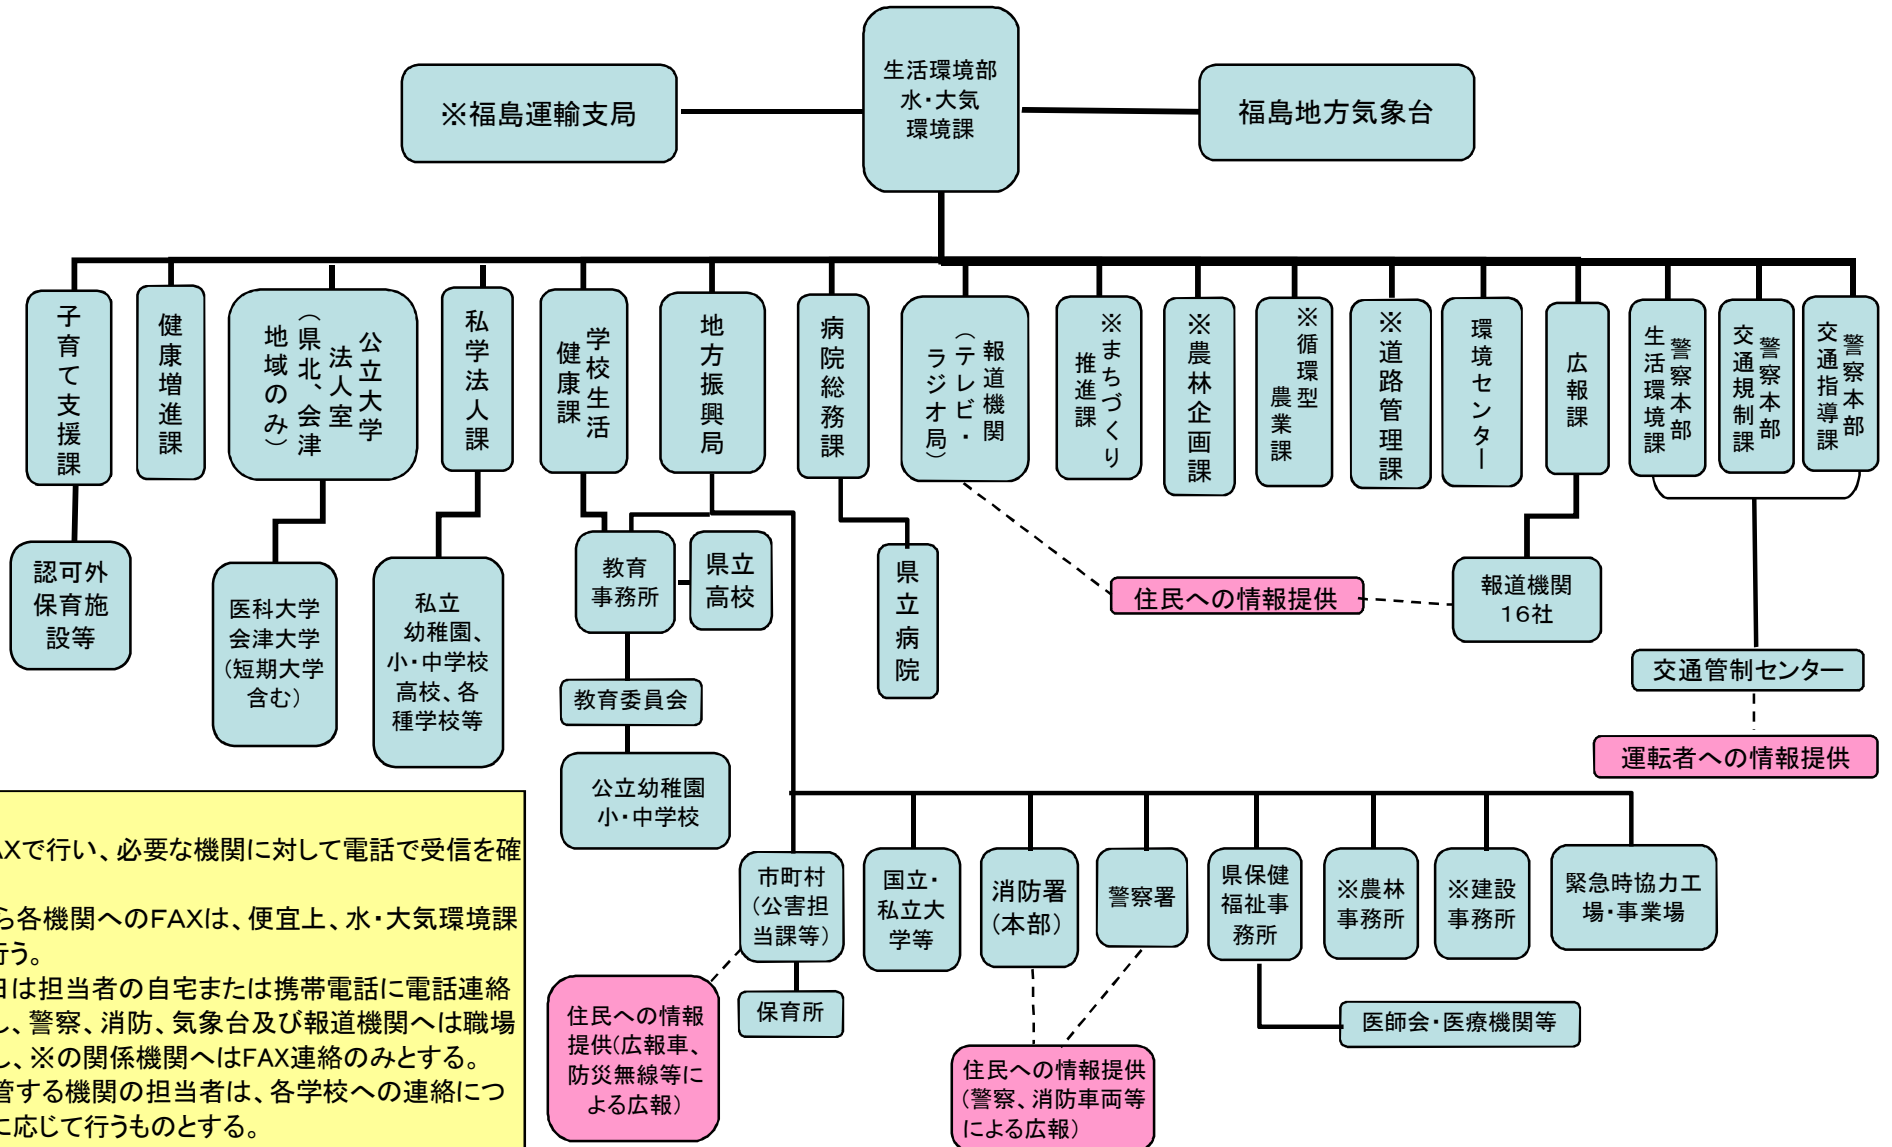 ※福島運輸支局
生活環境部
水・大気
環境課
福島地方気象台
子育て支援課
健康増進課
公立大学
法人室
（県北、会津
地域のみ）
私学法人課
学校生活
健康課
地方振興局
病院総務課
報道機関
（テレビ・
ラジオ局）
※まちづくり
推進課
※農林企画課
※循環型
農業課
※道路管理課
環境センター
広報課
警察本部
生活環境課
警察本部
交通規制課
警察本部
交通指導課
認可外
保育施
設等
医科大学
会津大学
(短期大学
含む）
私立
幼稚園、
小・中学校
高校、各
種学校等
教育
事務所
県立
高校
教育委員会
公立幼稚園
小・中学校
県立病院
住民への情報提供
報道機関
16社
交通管制センター
運転者への情報提供
市町村
(公害担
当課等）
国立・
私立大
学等
消防署
(本部）
警察署
県保健
福祉事
務所
※農林
事務所
※建設
事務所
緊急時協力工
場・事業場
保育所
医師会・医療機関等
住民への情報
提供(広報車、
防災無線等に
よる広報）
住民への情報提供
(警察、消防車両等
による広報）
AXで行い、必要な機関に対して電話で受信を確
ら各機関へのFAXは、便宜上、水・大気環境課
行う。
日は担当者の自宅または携帯電話に電話連絡
し、警察、消防、気象台及び報道機関へは職場
し、※の関係機関へはFAX連絡のみとする。
管する機関の担当者は、各学校への連絡につ
に応じて行うものとする。